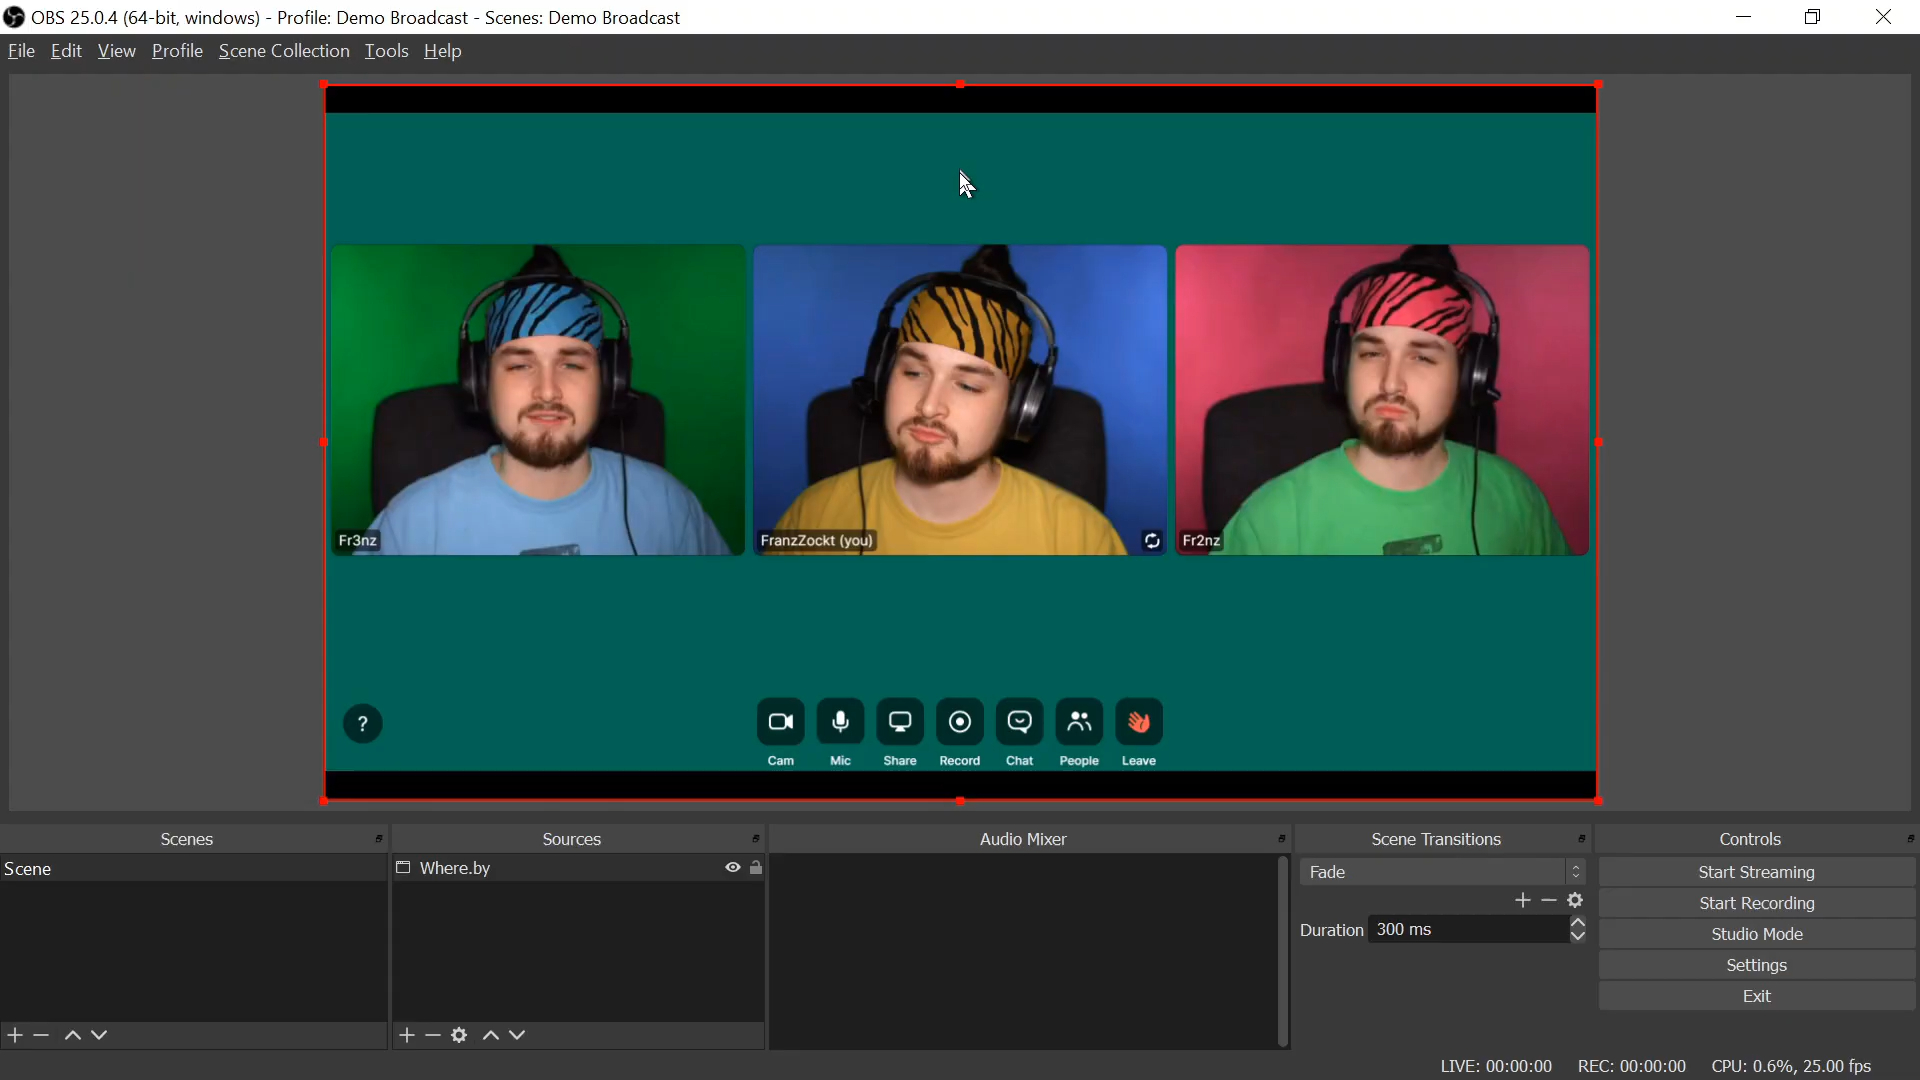 OBS 25.0.4 (64-bit, windows) - Profile: Demo Broadcast - Scenes: Demo Broadcast
File Edit View Profile Scene Collection Tools Help
Fr3nz
FranzZockt (you)
Fr2nz
?
Cam Mic Share Record Chat People Leave
Scenes
Scene
Sources
Where.by
Audio Mixer
Scene Transitions
Fade
Duration 300 ms
Controls
Start Streaming
Start Recording
Studio Mode
Settings
Exit
LIVE: 00:00:00 REC: 00:00:00 CPU: 0.6%, 25.00 fps